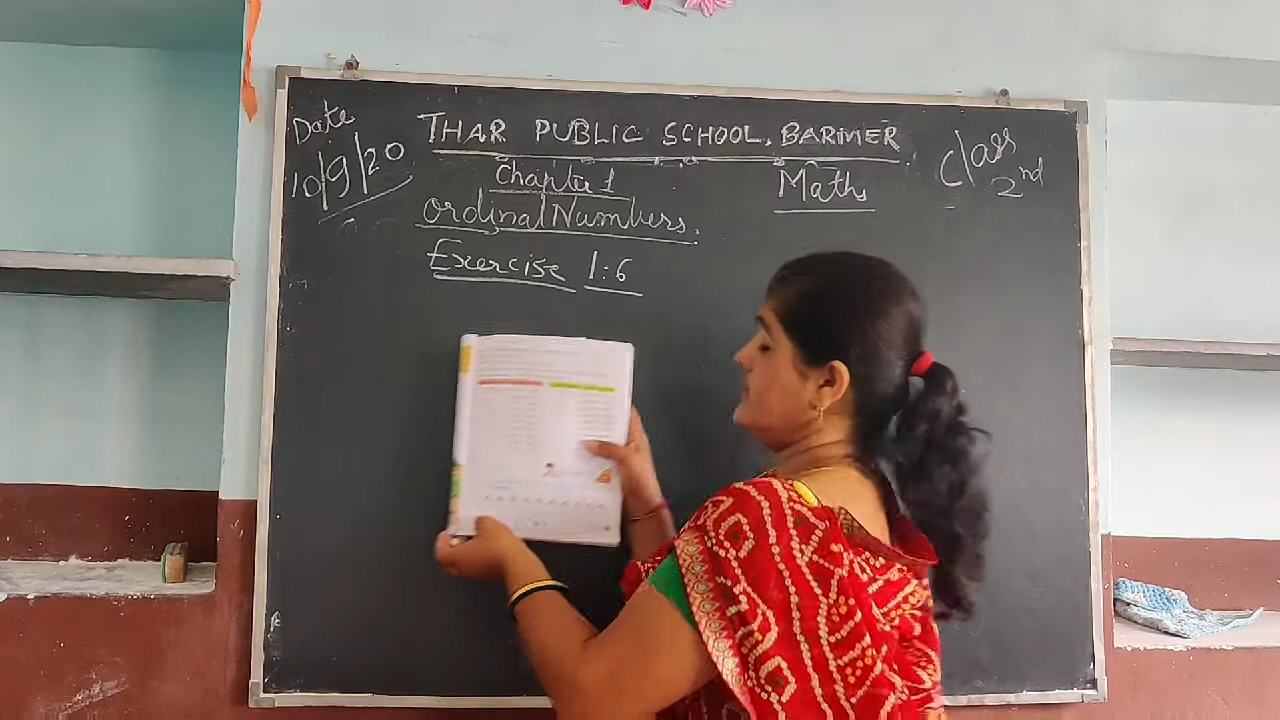 Date
10/9/20
THAR PUBLIC SCHOOL, BARMER
Class
2nd
Chapter 1
Maths
Ordinal Numbers.
Exercise 1:6